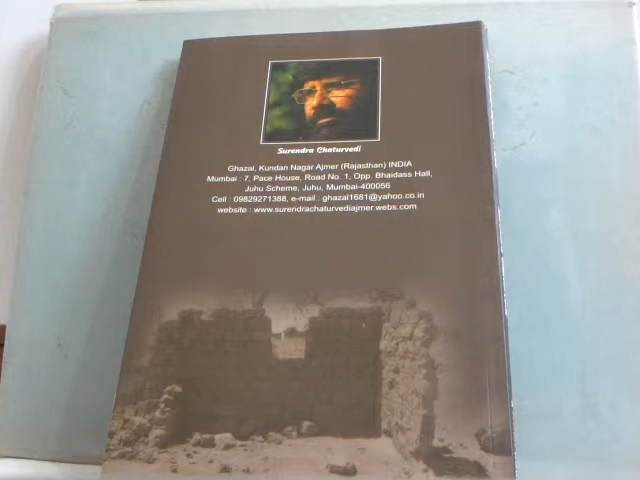 Surendra Chaturvedi
Ghazal, Kundan Nagar Ajmer (Rajasthan) INDIA
Mumbai : 7, Pace House, Road No. 1, Opp. Bhaidass Hall,
Juhu Scheme, Juhu, Mumbai-400056
Cell : 09829271388, e-mail : ghazal1681@yahoo.co.in
website : www.surendrachaturvediajmer.webs.com